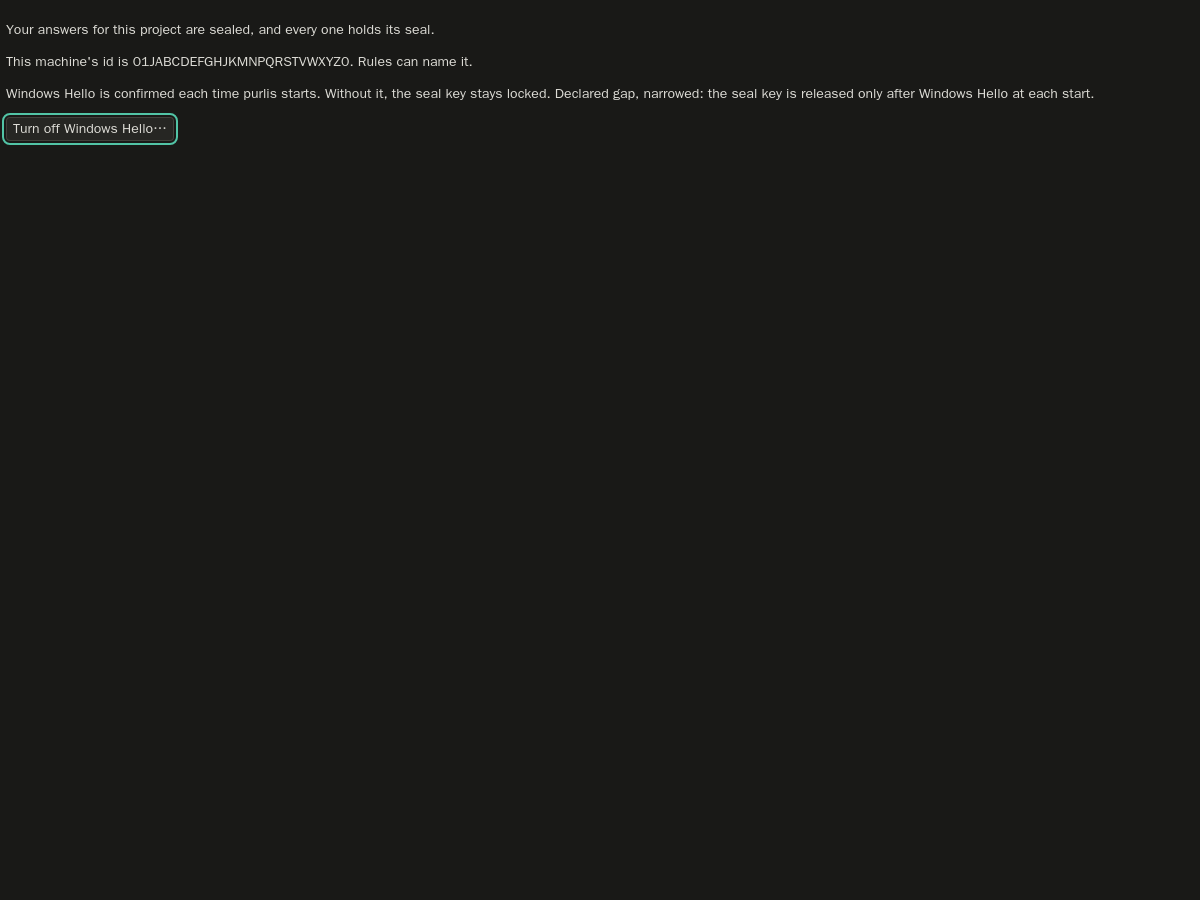 Your answers for this project are sealed, and every one holds its seal.
This machine's id is 01JABCDEFGHJKMNPQRSTVWXYZ0. Rules can name it.
Windows Hello is confirmed each time purlis starts. Without it, the seal key stays locked. Declared gap, narrowed: the seal key is released only after Windows Hello at each start.
Turn off Windows Hello⋯